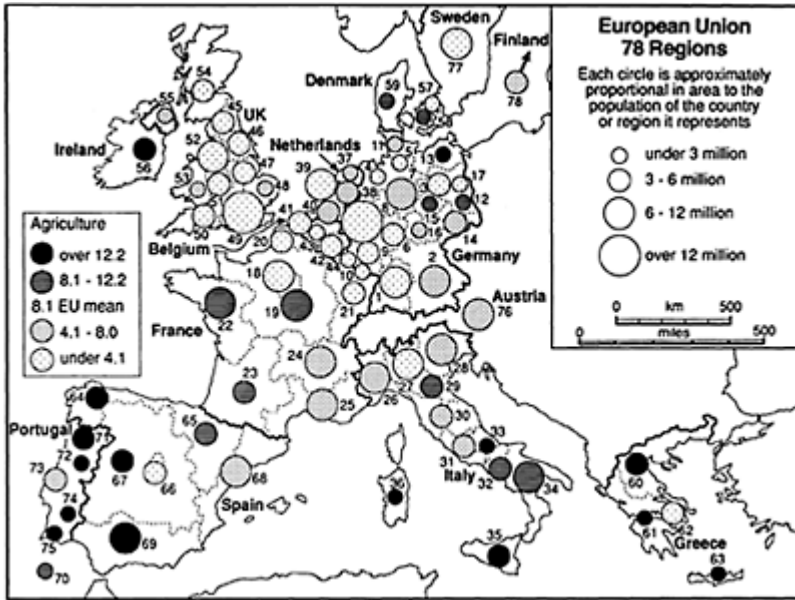 European Union
78 Regions
Each circle is approximately
proportional in area to the
population of the country
or region it represents
under 3 million
3 - 6 million
6 - 12 million
over 12 million
0 km 500
0 miles 500
Sweden
77
Finland
78
Denmark
59
57
58
54
55
45
UK
46
52
47
53
48
50
49
Ireland
56
Netherlands
37
39
38
40
41
Belgium
20
42
44
43
11
5
7
13
3
17
12
15
16
14
6
9
10
Germany
2
1
Austria
76
Agriculture
over 12.2
8.1 - 12.2
8.1 EU mean
4.1 - 8.0
under 4.1
France
18
19
21
22
23
24
25
26
27
28
29
30
31
Italy
32
33
34
35
36
64
Portugal
71
72
73
74
75
70
65
66
67
68
Spain
69
60
61
62
Greece
63